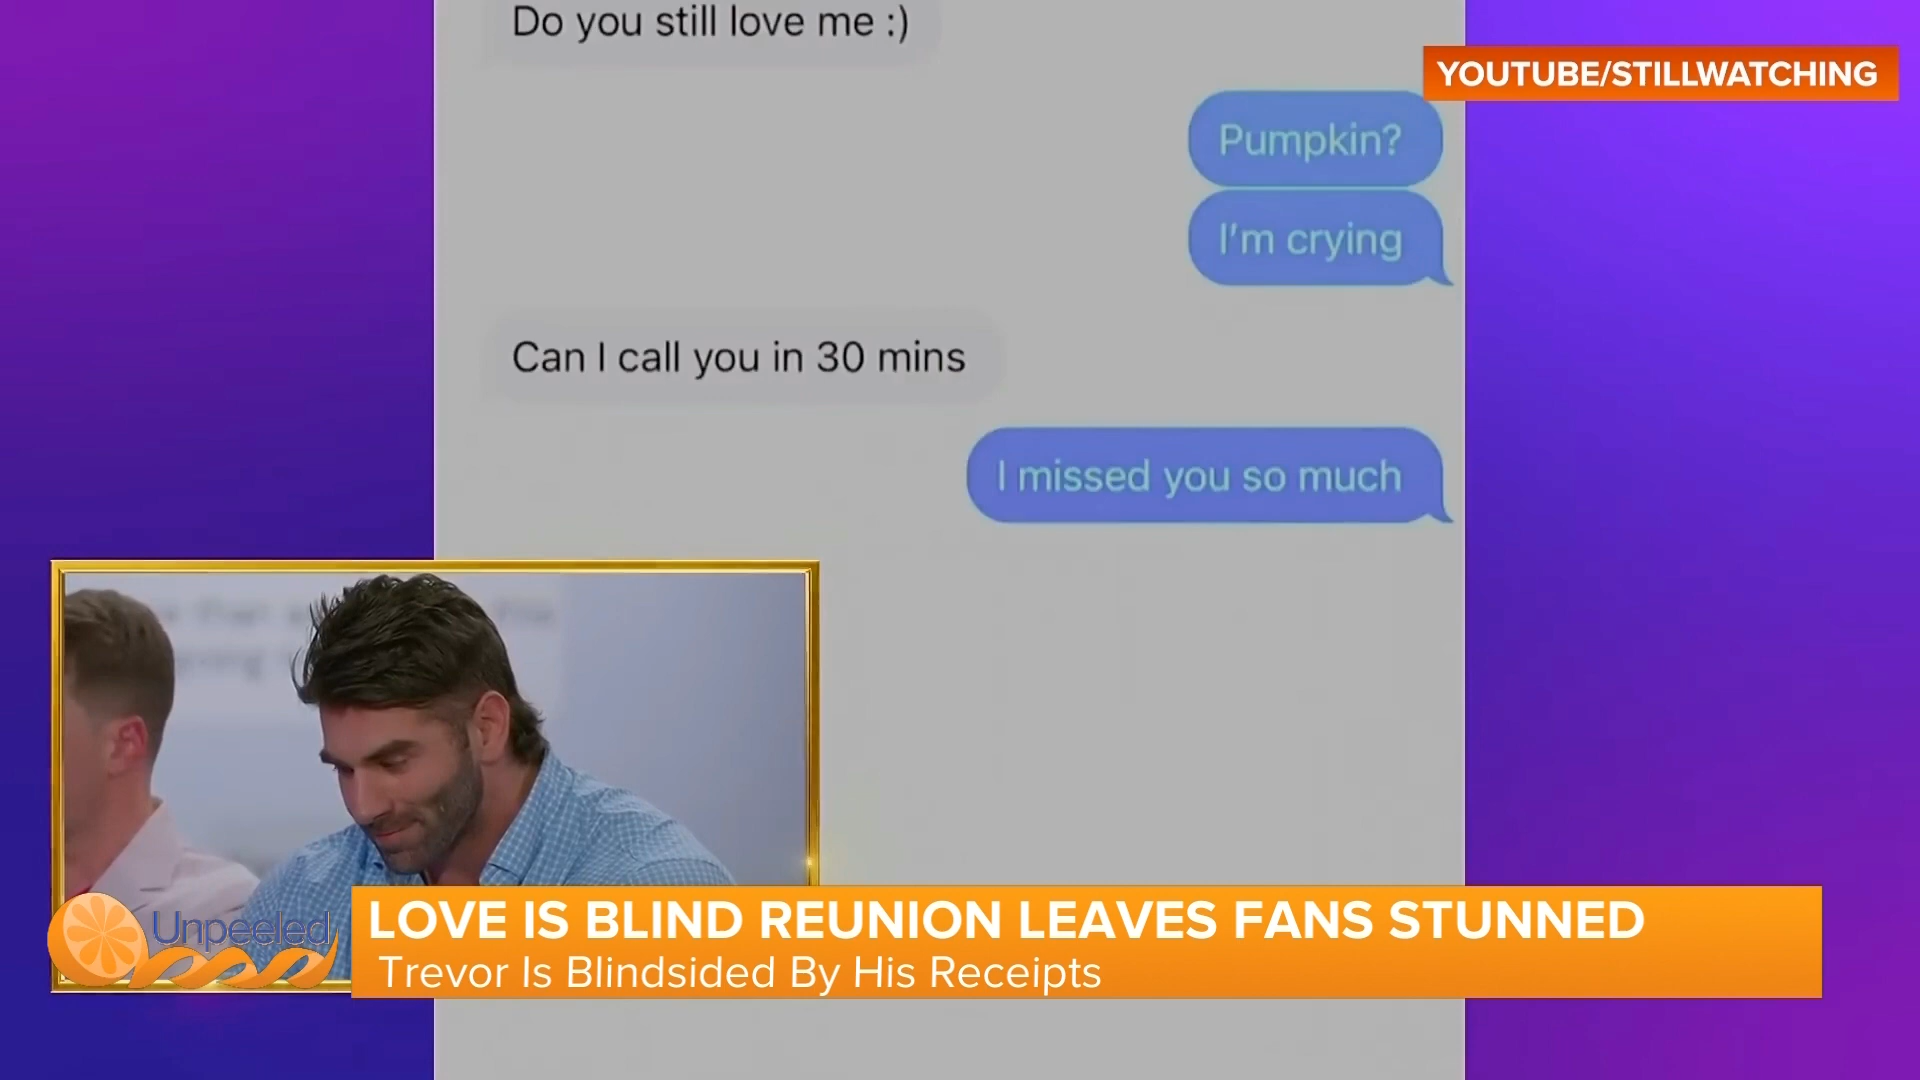 Do you still love me :)
YOUTUBE/STILLWATCHING
Pumpkin?
I'm crying
Can I call you in 30 mins
I missed you so much
Unpeeled
LOVE IS BLIND REUNION LEAVES FANS STUNNED
Trevor Is Blindsided By His Receipts